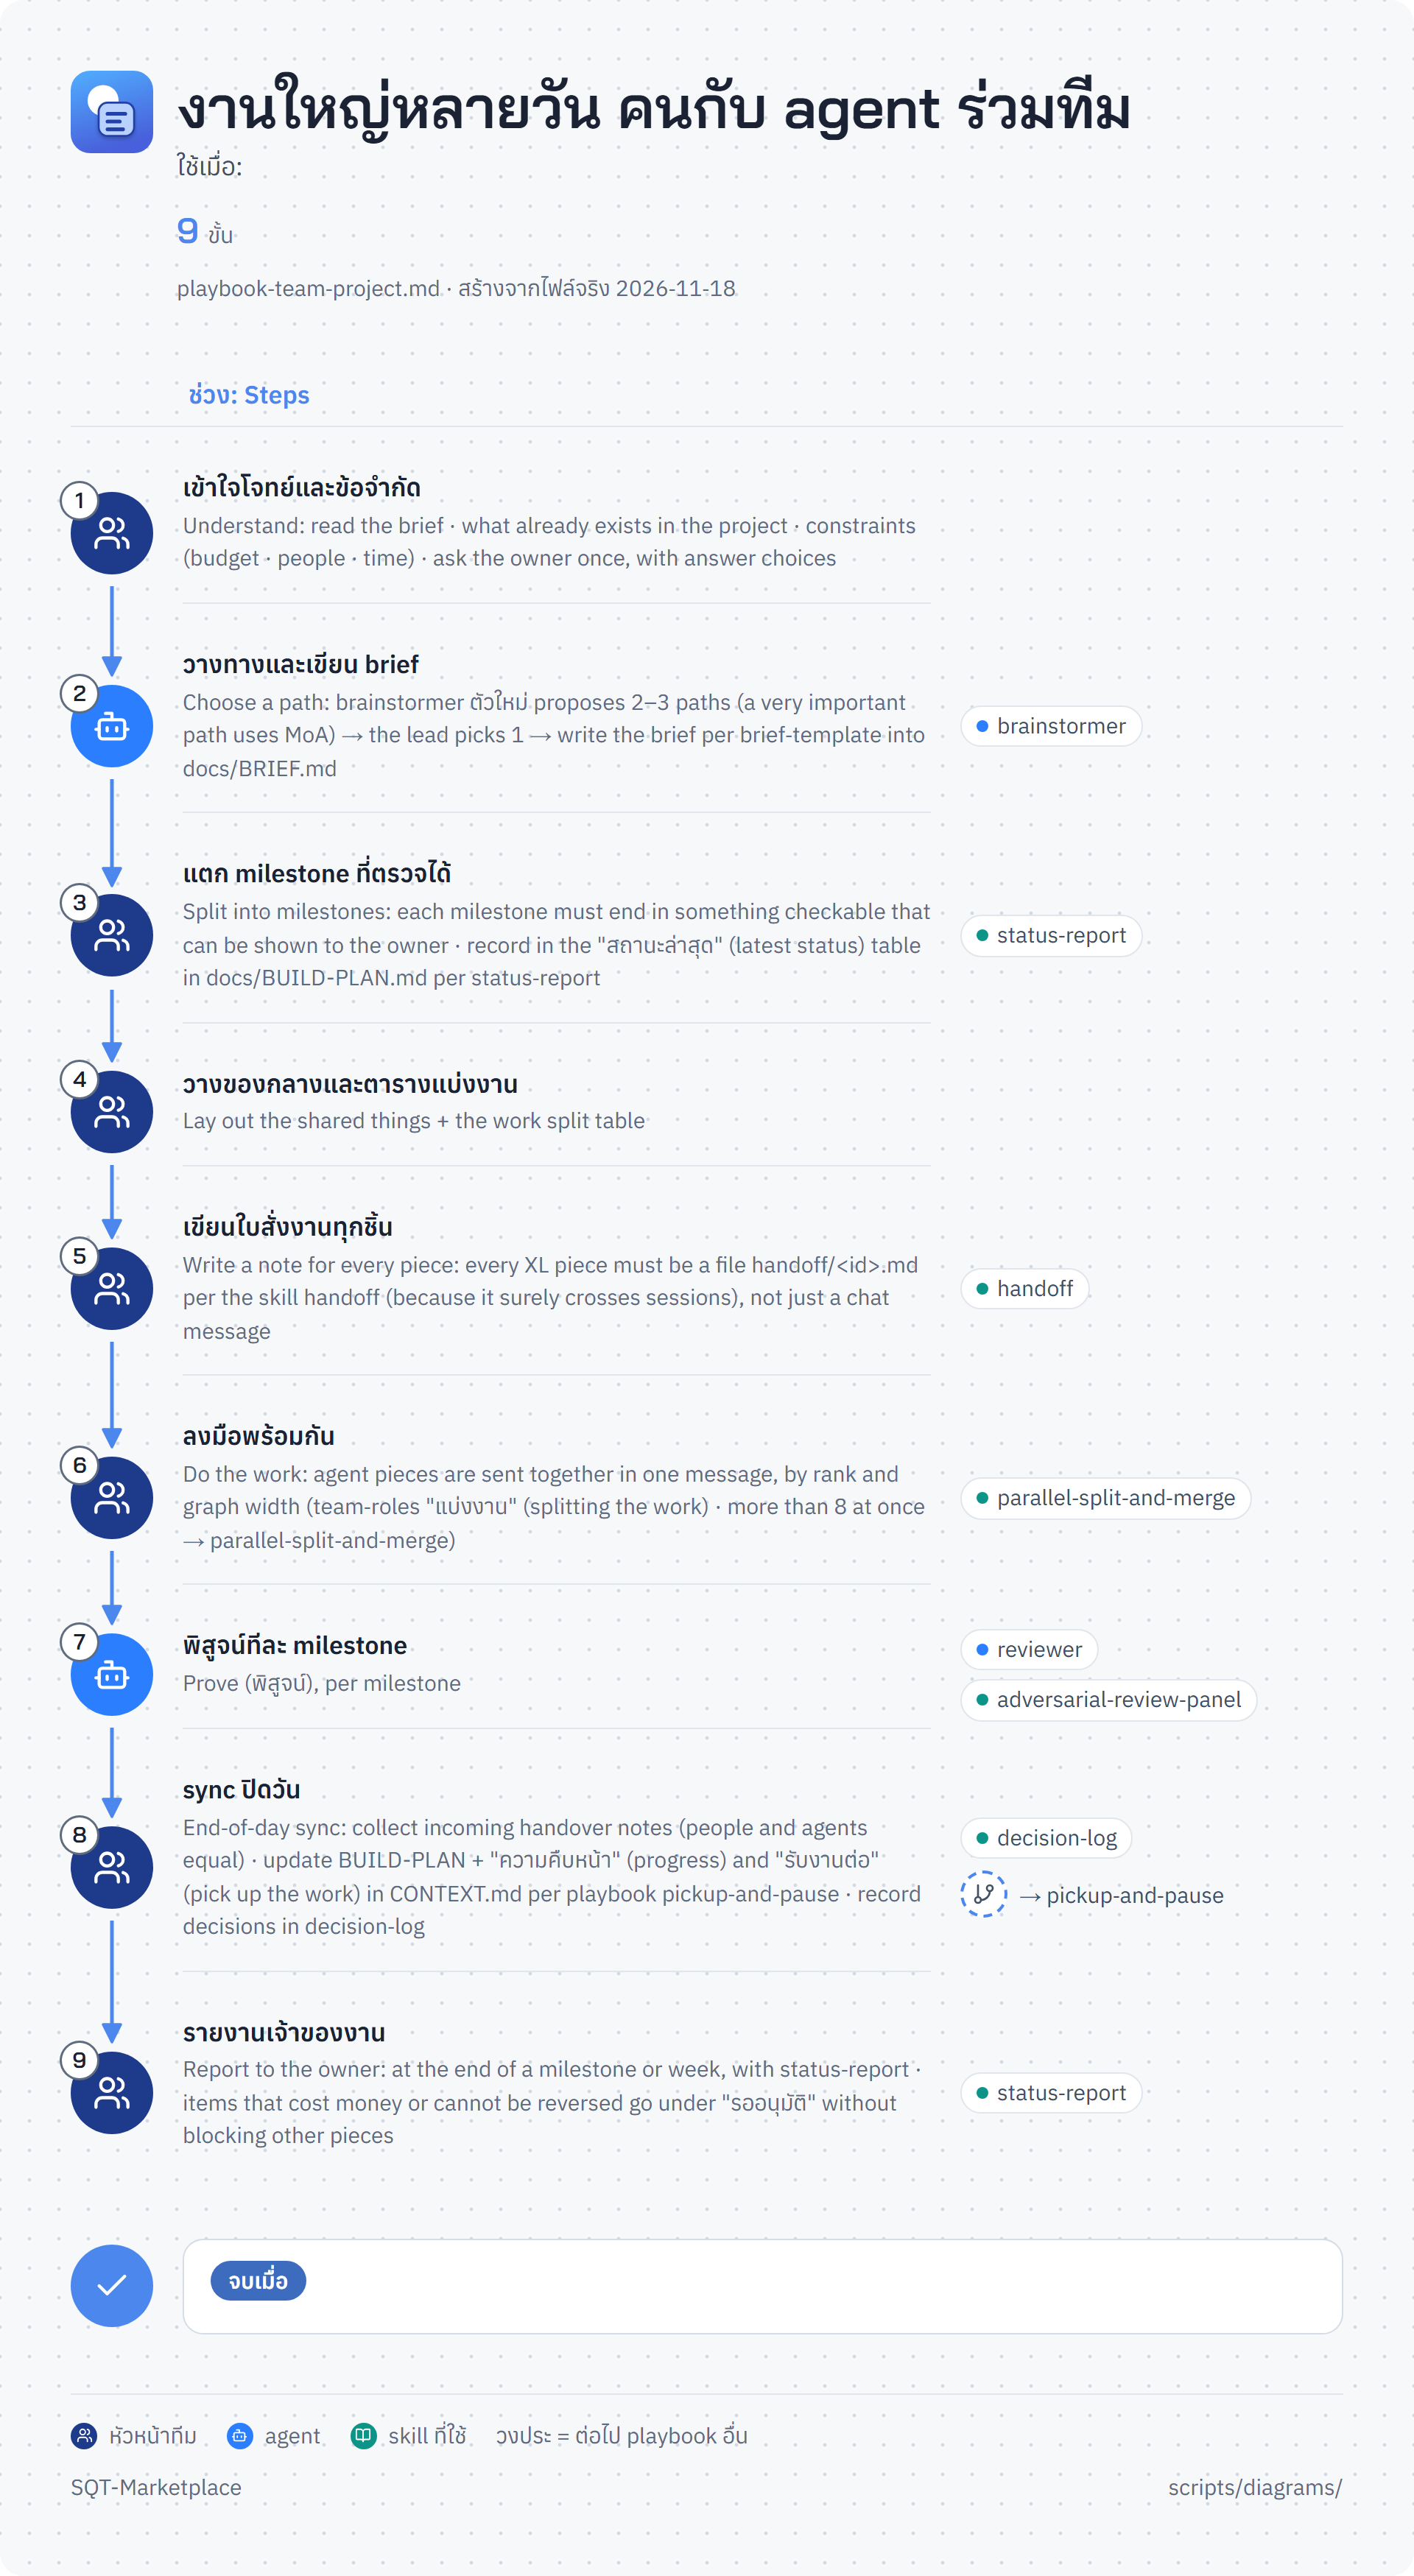 งานใหญ่หลายวัน คนกับ agent ร่วมทีม
ใช้เมื่อ:
9 ขั้น
playbook-team-project.md · สร้างจากไฟล์จริง 2026-11-18
ช่วง: Steps
1
เข้าใจโจทย์และข้อจำกัด
Understand: read the brief · what already exists in the project · constraints
(budget · people · time) · ask the owner once, with answer choices
2
วางทางและเขียน brief
Choose a path: brainstormer ตัวใหม่ proposes 2–3 paths (a very important
path uses MoA) → the lead picks 1 → write the brief per brief-template into
docs/BRIEF.md
brainstormer
3
แตก milestone ที่ตรวจได้
Split into milestones: each milestone must end in something checkable that
can be shown to the owner · record in the "สถานะล่าสุด" (latest status) table
in docs/BUILD-PLAN.md per status-report
status-report
4
วางของกลางและตารางแบ่งงาน
Lay out the shared things + the work split table
5
เขียนใบสั่งงานทุกชิ้น
Write a note for every piece: every XL piece must be a file handoff/<id>.md
per the skill handoff (because it surely crosses sessions), not just a chat
message
handoff
6
ลงมือพร้อมกัน
Do the work: agent pieces are sent together in one message, by rank and
graph width (team-roles "แบ่งงาน" (splitting the work) · more than 8 at once
→ parallel-split-and-merge)
parallel-split-and-merge
7
พิสูจน์ทีละ milestone
Prove (พิสูจน์), per milestone
reviewer
adversarial-review-panel
8
sync ปิดวัน
End-of-day sync: collect incoming handover notes (people and agents
equal) · update BUILD-PLAN + "ความคืบหน้า" (progress) and "รับงานต่อ"
(pick up the work) in CONTEXT.md per playbook pickup-and-pause · record
decisions in decision-log
decision-log
→ pickup-and-pause
9
รายงานเจ้าของงาน
Report to the owner: at the end of a milestone or week, with status-report ·
items that cost money or cannot be reversed go under "รออนุมัติ" without
blocking other pieces
status-report
จบเมื่อ
หัวหน้าทีม agent skill ที่ใช้ วงประ = ต่อไป playbook อื่น
SQT-Marketplace scripts/diagrams/